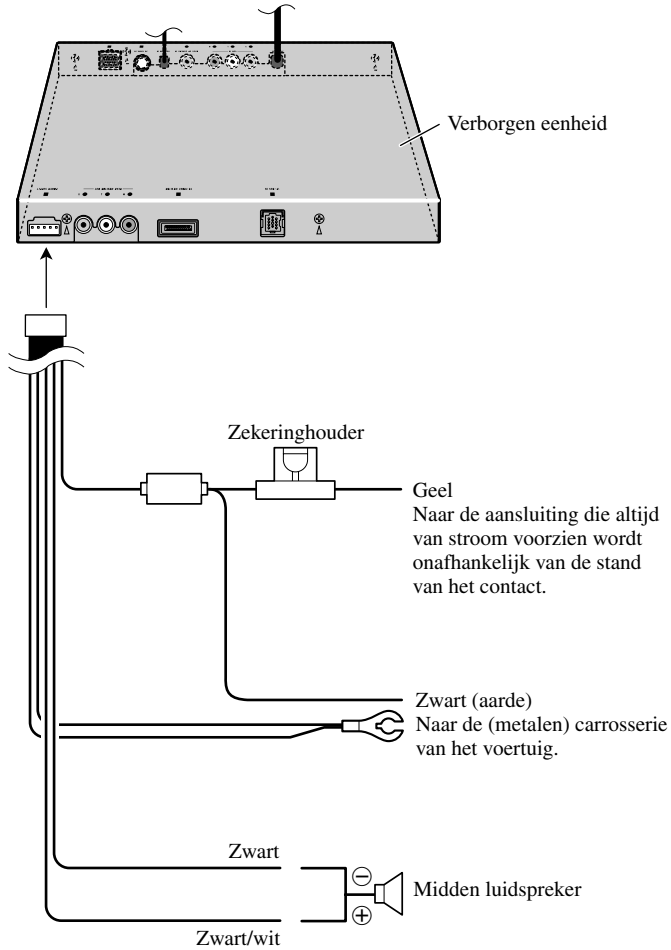 Verborgen eenheid
Zekeringhouder
Geel
Naar de aansluiting die altijd
van stroom voorzien wordt
onafhankelijk van de stand
van het contact.
Zwart (aarde)
Naar de (metalen) carrosserie
van het voertuig.
Zwart
⊖
Midden luidspreker
⊕
Zwart/wit